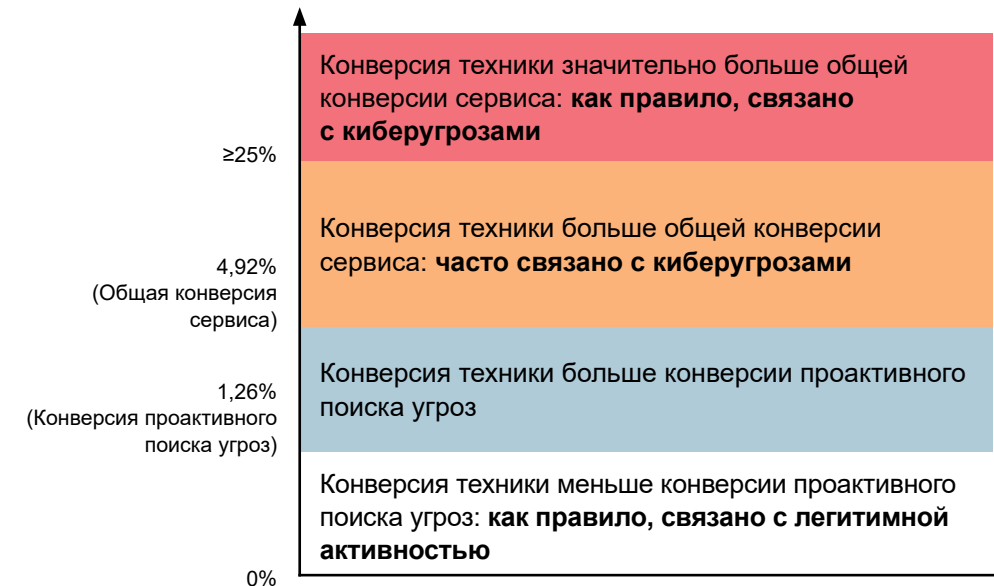 Конверсия техники значительно больше общей
конверсии сервиса: как правило, связано
с киберугрозами
≥25%
Конверсия техники больше общей конверсии
сервиса: часто связано с киберугрозами
4,92%
(Общая конверсия
сервиса)
Конверсия техники больше конверсии проактивного
поиска угроз
1,26%
(Конверсия проактивного
поиска угроз)
Конверсия техники меньше конверсии проактивного
поиска угроз: как правило, связано с легитимной
активностью
0%